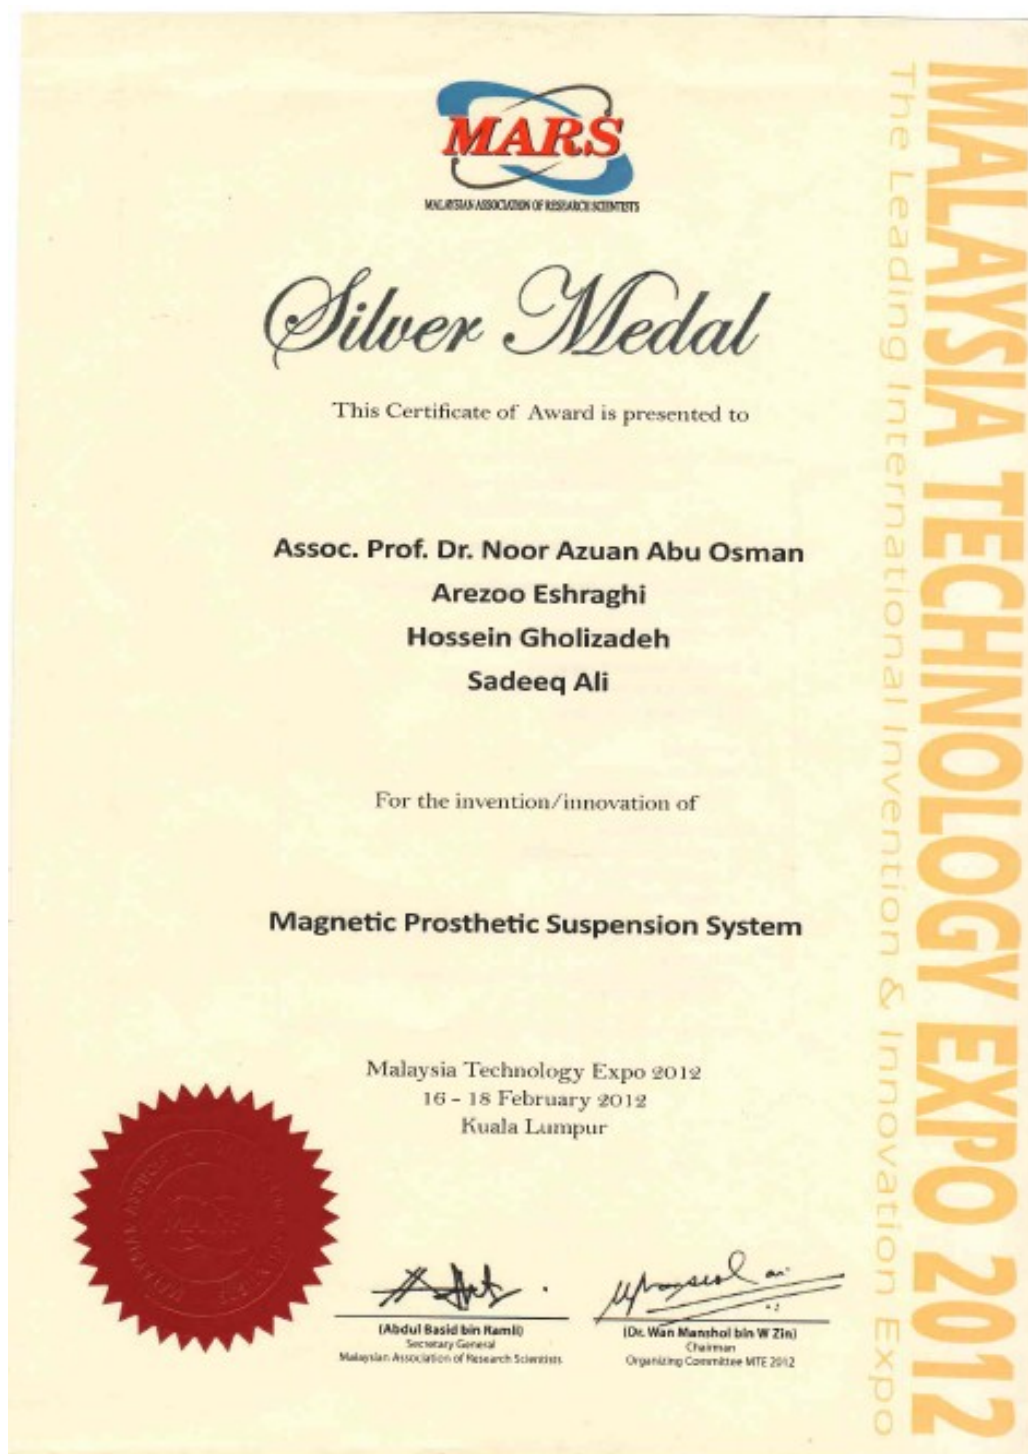 MARS
MALAYSIAN ASSOCIATION OF RESEARCH SCIENTISTS
Silver Medal
This Certificate of Award is presented to
Assoc. Prof. Dr. Noor Azuan Abu Osman
Arezoo Eshraghi
Hossein Gholizadeh
Sadeeq Ali
For the invention/innovation of
Magnetic Prosthetic Suspension System
Malaysia Technology Expo 2012
16 - 18 February 2012
Kuala Lumpur
(Abdul Basid bin Ramli)
Secretary General
Malaysian Association of Research Scientists
(Dr. Wan Manshol bin W Zin)
Chairman
Organizing Committee MTE 2012
MALAYSIA TECHNOLOGY EXPO 2012
The Leading International Invention & Innovation Expo